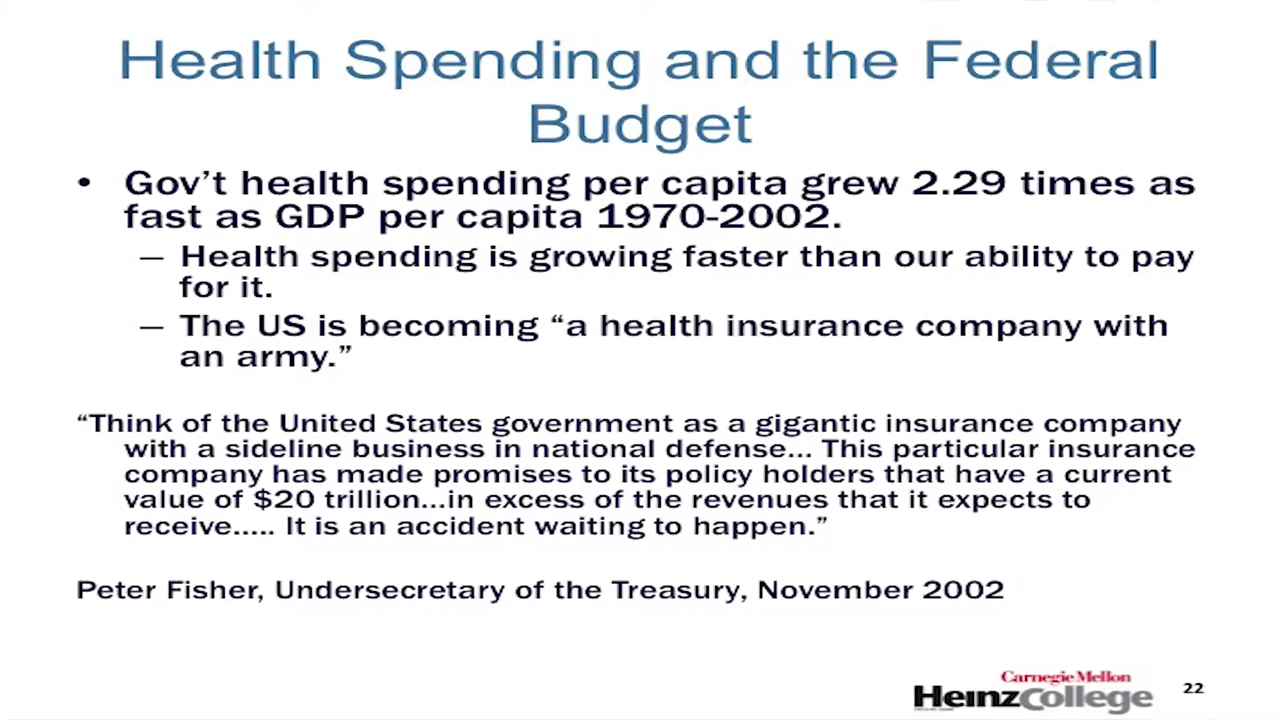 Health Spending and the Federal
Budget
• Gov’t health spending per capita grew 2.29 times as
fast as GDP per capita 1970-2002.
— Health spending is growing faster than our ability to pay
for it.
— The US is becoming “a health insurance company with
an army.”
“Think of the United States government as a gigantic insurance company
with a sideline business in national defense... This particular insurance
company has made promises to its policy holders that have a current
value of $20 trillion...in excess of the revenues that it expects to
receive..... It is an accident waiting to happen.”
Peter Fisher, Undersecretary of the Treasury, November 2002
Carnegie Mellon
HeinzCollege
22